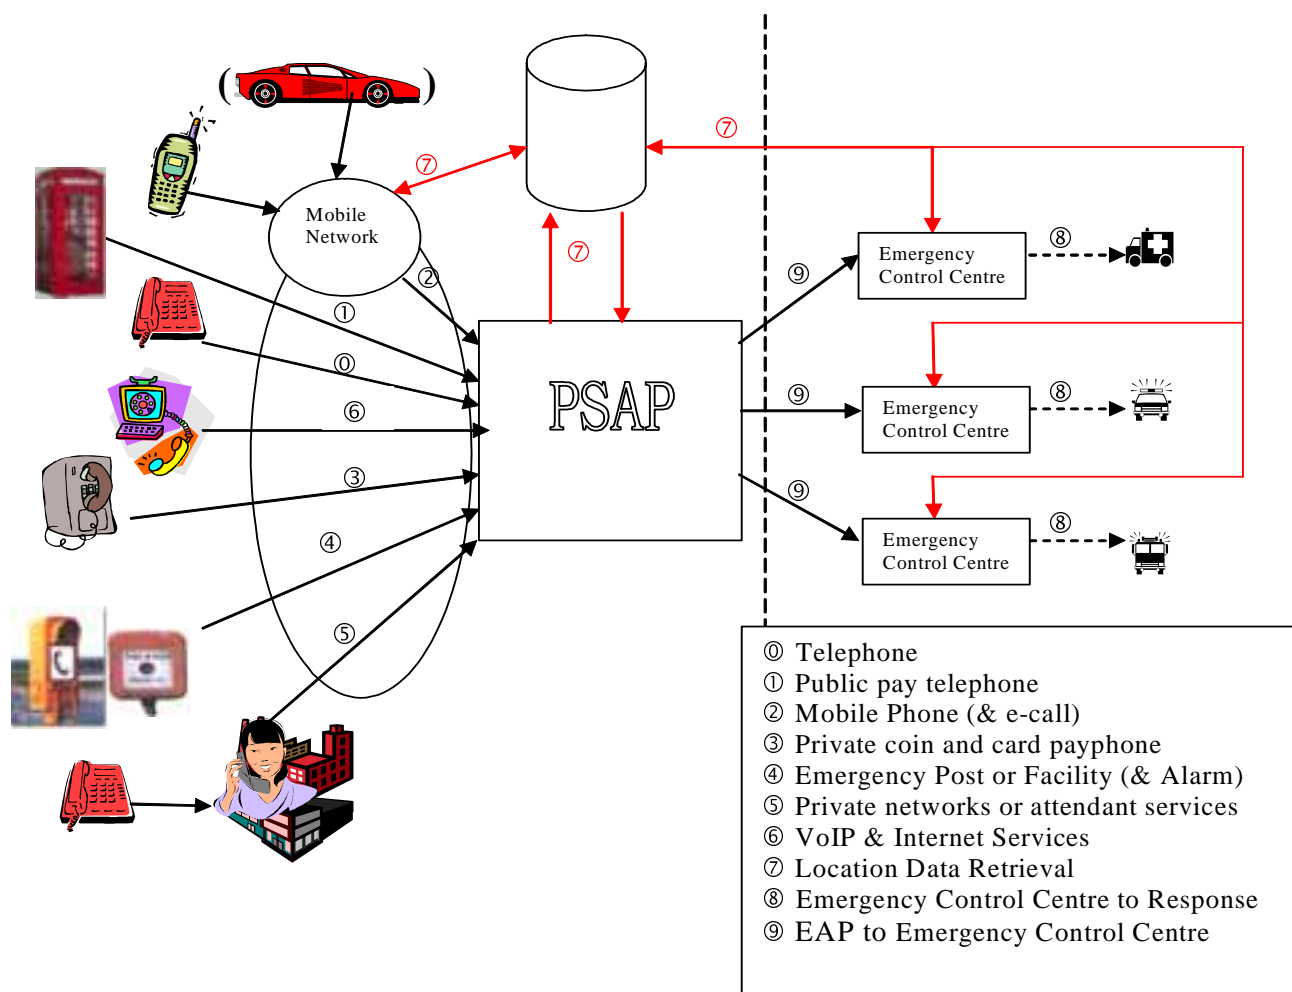 ( )
⑦
⑦
Mobile
Network
⑧
Emergency
Control Centre
⑦
②
⑨
①
⓪
PSAP
⑨
Emergency
Control Centre
⑧
⑥
③
⑨
④
Emergency
Control Centre
⑧
⑤
⓪ Telephone
① Public pay telephone
② Mobile Phone (& e-call)
③ Private coin and card payphone
④ Emergency Post or Facility (& Alarm)
⑤ Private networks or attendant services
⑥ VoIP & Internet Services
⑦ Location Data Retrieval
⑧ Emergency Control Centre to Response
⑨ EAP to Emergency Control Centre